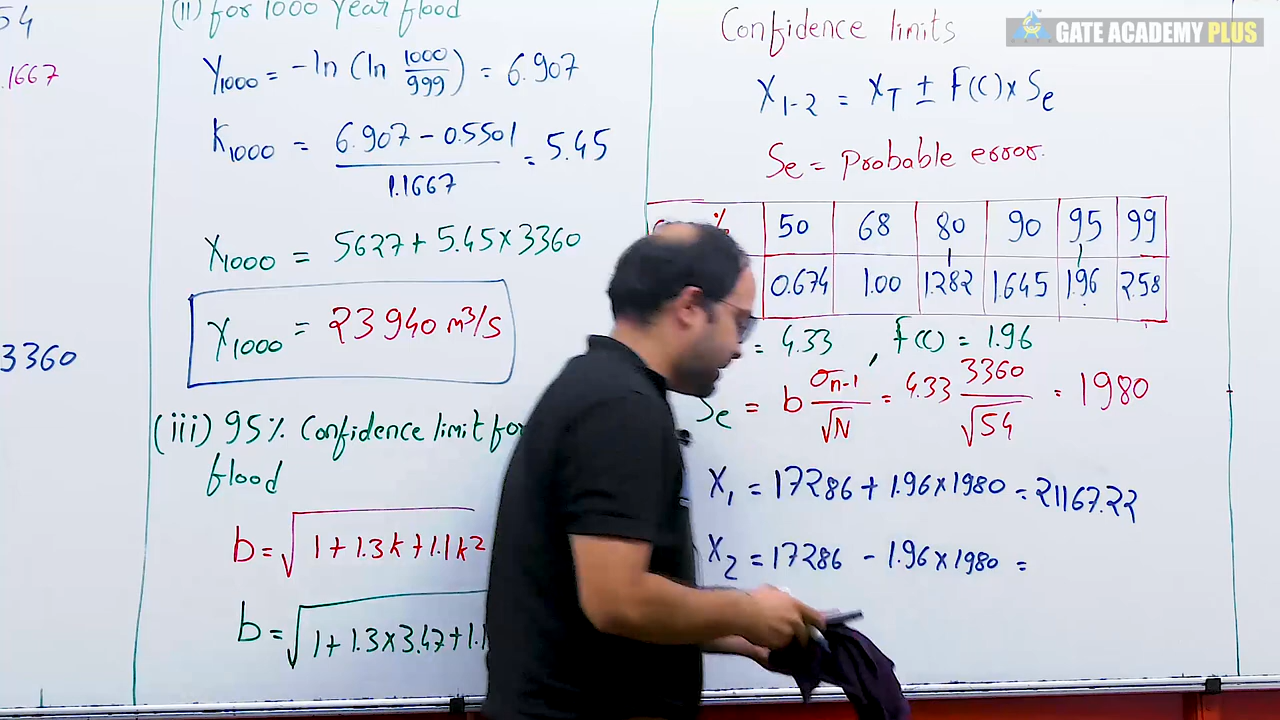 54
.1667
3360
(ii) for 1000 year flood
Y1000 = -ln (ln 1000/999) = 6.907
K1000 = 6.907 - 0.5501 / 1.1667 = 5.45
X1000 = 5627 + 5.45 × 3360
X1000 = 23940 m³/s
(iii) 95% Confidence limit for
flood
b = √1 + 1.3k + 1.1k²
b = √1 + 1.3 × 3.47 + 1.1
Confidence limits
GATE ACADEMY PLUS
X1-2 = XT ± F(C) × Se
Se = Probable error.
% 50 68 80 90 95 99
0.674 1.00 1.282 1.645 1.96 2.58
= 4.33 , F(C) = 1.96
Se = b σn-1/√N = 4.33 3360/√54 = 1980
X1 = 17286 + 1.96 × 1980 = 21167.22
X2 = 17286 - 1.96 × 1980 =